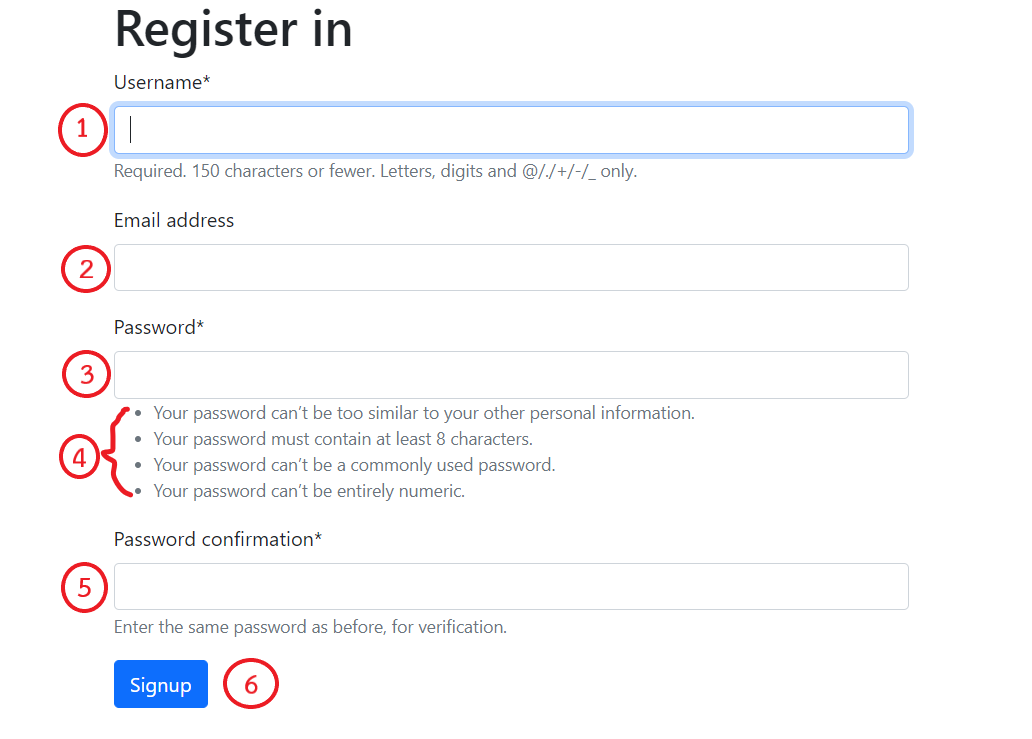 Register in
Username*
1
Required. 150 characters or fewer. Letters, digits and @/./+/-/_ only.
Email address
2
Password*
3
• Your password can’t be too similar to your other personal information.
• Your password must contain at least 8 characters.
4
• Your password can’t be a commonly used password.
• Your password can’t be entirely numeric.
Password confirmation*
5
Enter the same password as before, for verification.
Signup 6